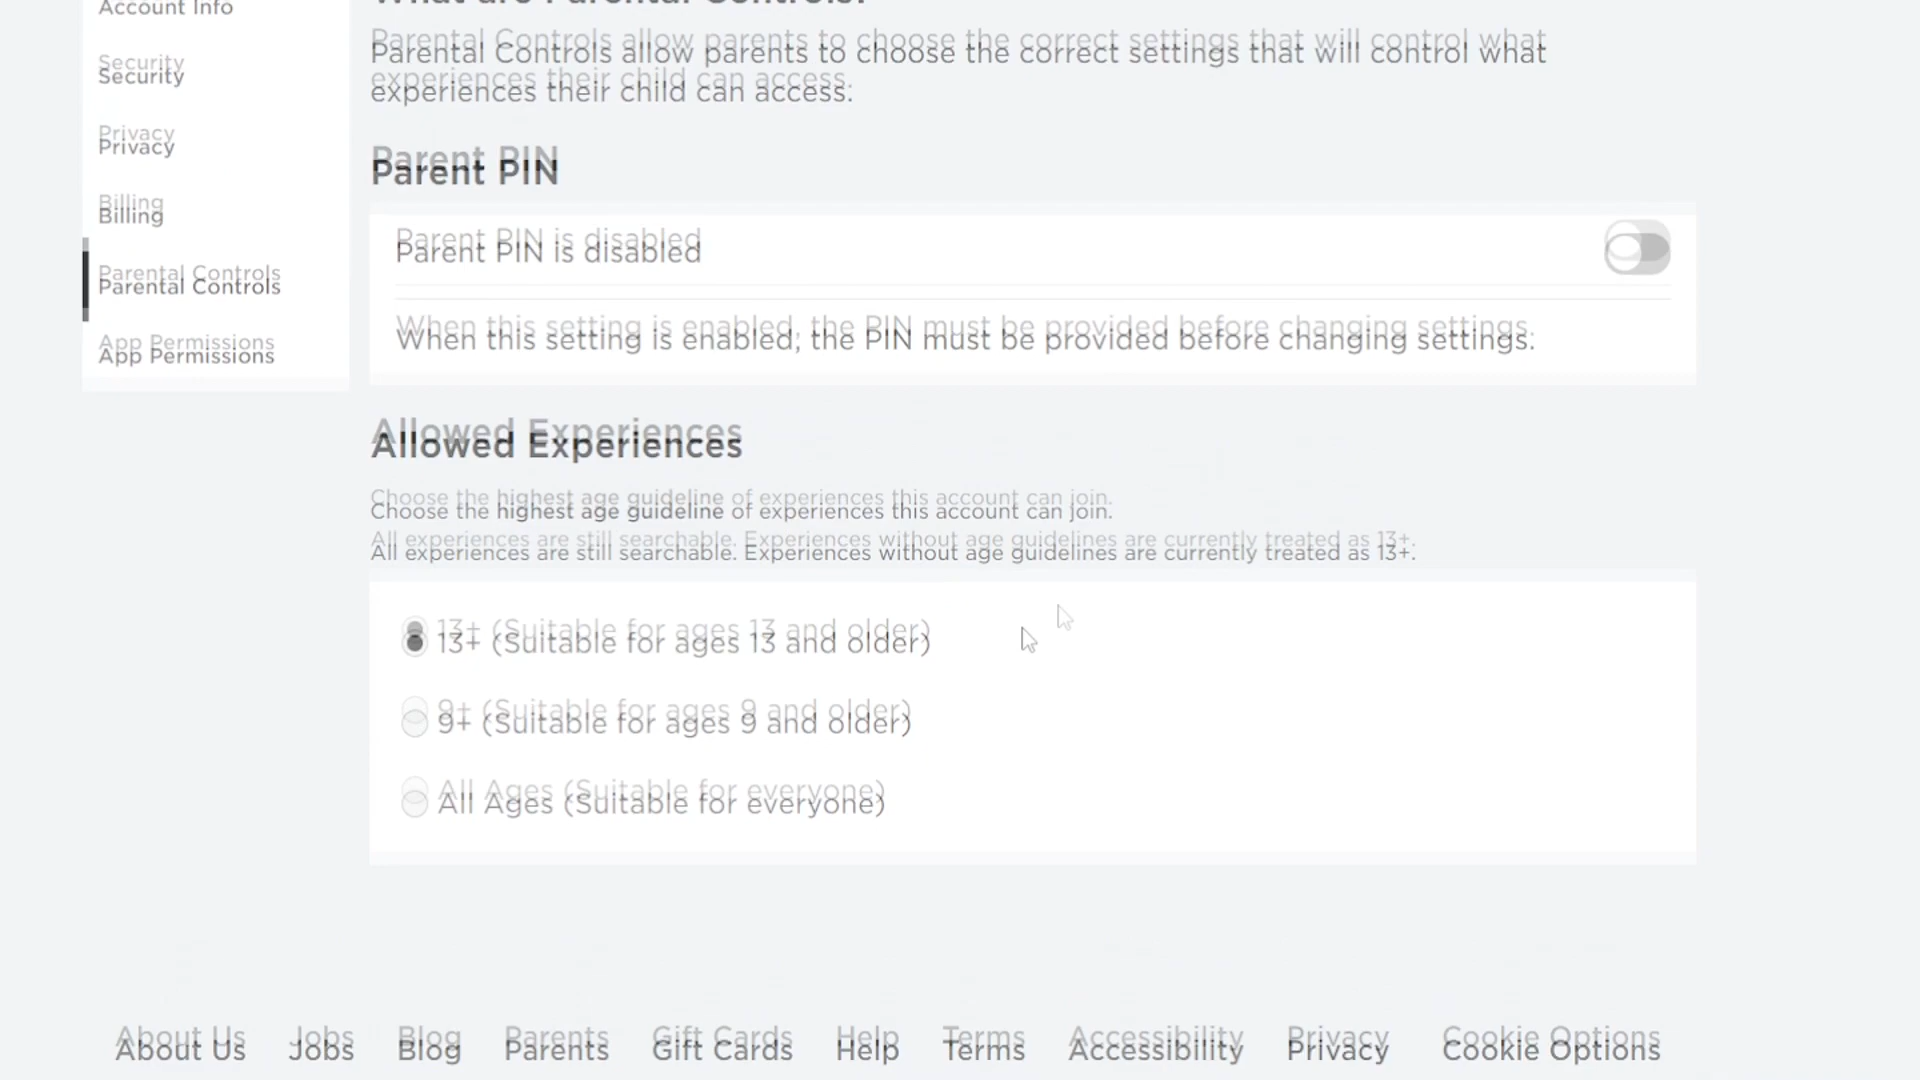 Account Info
Security
Privacy
Billing
Parental Controls
App Permissions
What are Parental Controls?
Parental Controls allow parents to choose the correct settings that will control what
experiences their child can access.
Parent PIN
Parent PIN is disabled
When this setting is enabled, the PIN must be provided before changing settings.
Allowed Experiences
Choose the highest age guideline of experiences this account can join.
All experiences are still searchable. Experiences without age guidelines are currently treated as 13+.
13+ (Suitable for ages 13 and older)
9+ (Suitable for ages 9 and older)
All Ages (Suitable for everyone)
About Us Jobs Blog Parents Gift Cards Help Terms Accessibility Privacy Cookie Options